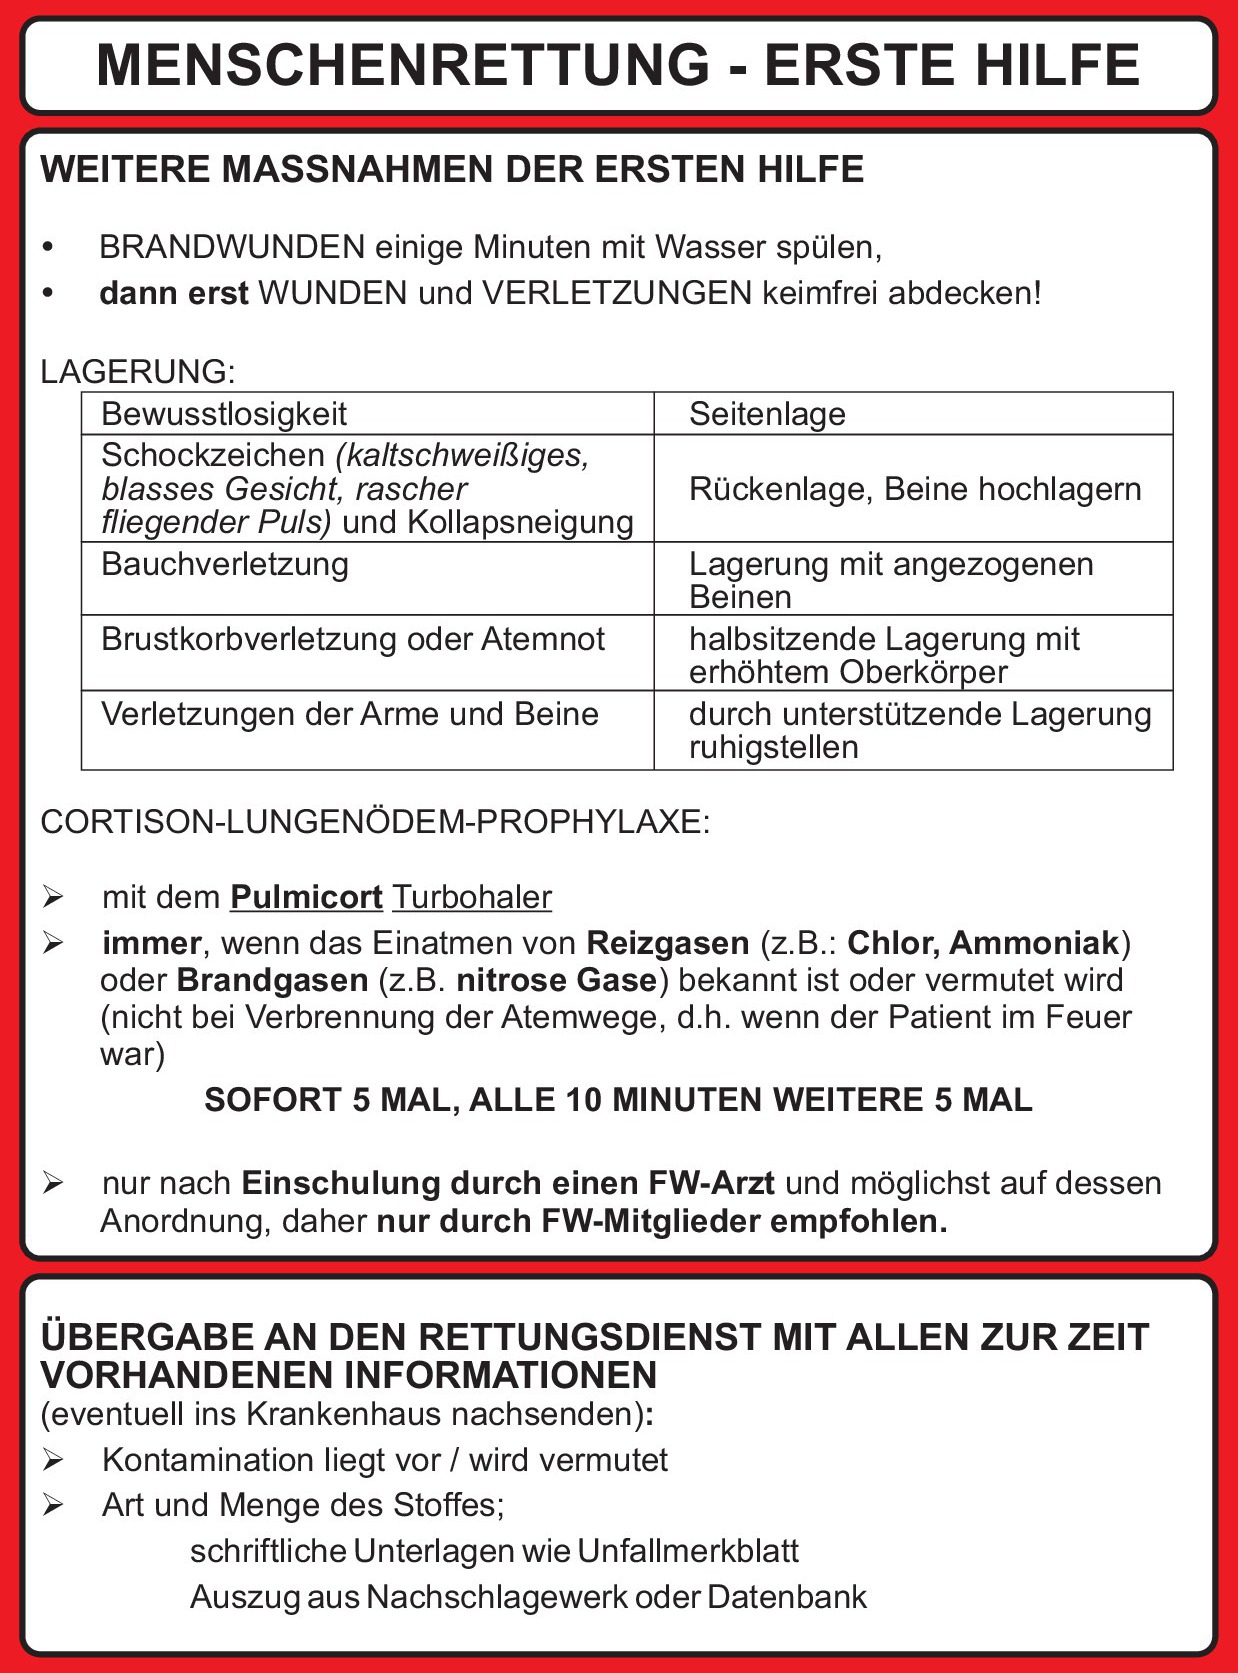 MENSCHENRETTUNG - ERSTE HILFE
WEITERE MASSNAHMEN DER ERSTEN HILFE
• BRANDWUNDEN einige Minuten mit Wasser spülen,
• dann erst WUNDEN und VERLETZUNGEN keimfrei abdecken!
LAGERUNG:
Bewusstlosigkeit
Seitenlage
Schockzeichen (kaltschweißiges,
blasses Gesicht, rascher
fliegender Puls) und Kollapsneigung
Rückenlage, Beine hochlagern
Bauchverletzung
Lagerung mit angezogenen
Beinen
Brustkorbverletzung oder Atemnot
halbsitzende Lagerung mit
erhöhtem Oberkörper
Verletzungen der Arme und Beine
durch unterstützende Lagerung
ruhigstellen
CORTISON-LUNGENÖDEM-PROPHYLAXE:
➢ mit dem Pulmicort Turbohaler
➢ immer, wenn das Einatmen von Reizgasen (z.B.: Chlor, Ammoniak)
oder Brandgasen (z.B. nitrose Gase) bekannt ist oder vermutet wird
(nicht bei Verbrennung der Atemwege, d.h. wenn der Patient im Feuer
war)
SOFORT 5 MAL, ALLE 10 MINUTEN WEITERE 5 MAL
➢ nur nach Einschulung durch einen FW-Arzt und möglichst auf dessen
Anordnung, daher nur durch FW-Mitglieder empfohlen.
ÜBERGABE AN DEN RETTUNGSDIENST MIT ALLEN ZUR ZEIT
VORHANDENEN INFORMATIONEN
(eventuell ins Krankenhaus nachsenden):
➢ Kontamination liegt vor / wird vermutet
➢ Art und Menge des Stoffes;
schriftliche Unterlagen wie Unfallmerkblatt
Auszug aus Nachschlagewerk oder Datenbank